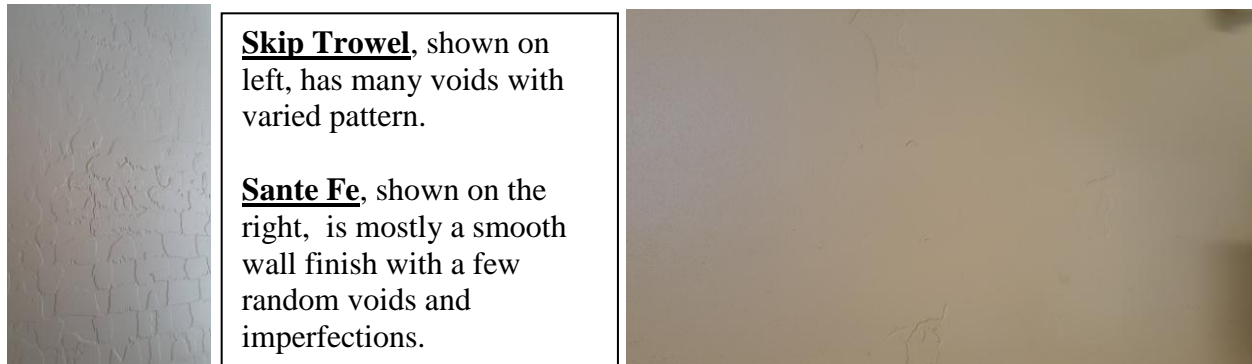 Skip Trowel, shown on
left, has many voids with
varied pattern.
Sante Fe, shown on the
right,  is mostly a smooth
wall finish with a few
random voids and
imperfections.